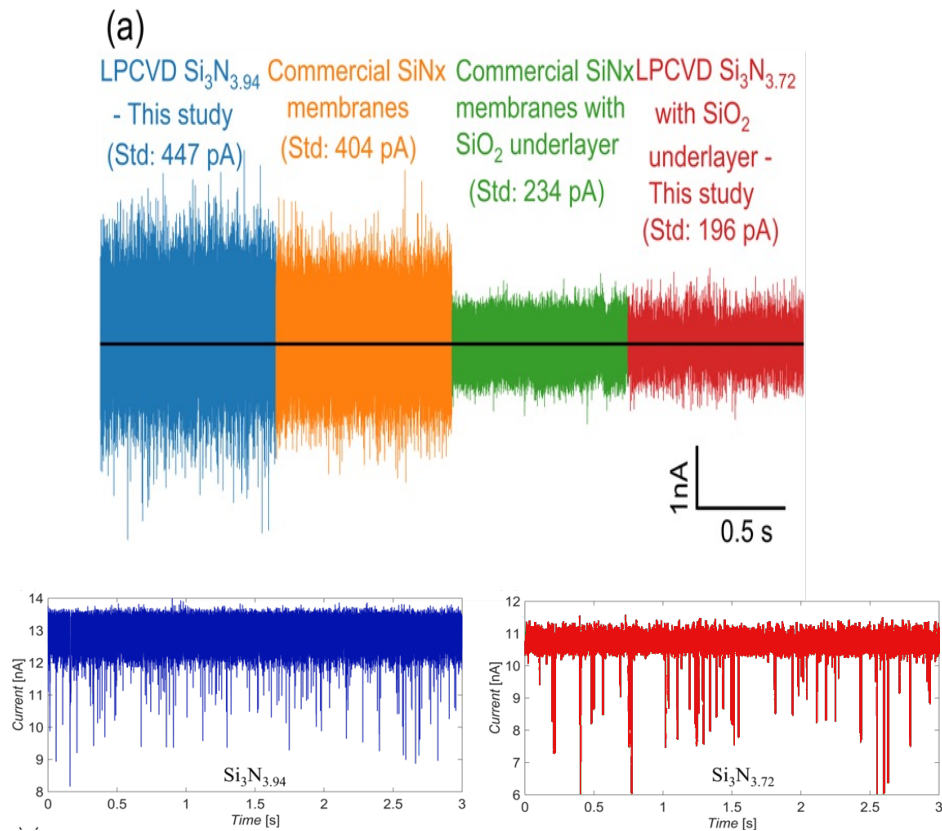 (a)
LPCVD Si₃N₃.₉₄
- This study
(Std: 447 pA)
Commercial SiNx
membranes
(Std: 404 pA)
Commercial SiNx
membranes with
SiO₂ underlayer
(Std: 234 pA)
LPCVD Si₃N₃.₇₂
with SiO₂
underlayer -
This study
(Std: 196 pA)
1nA
0.5 s
Current [nA]
14
13
12
11
10
9
8
0 0.5 1 1.5 2 2.5 3
Time [s]
Si₃N₃.₉₄
Current [nA]
12
11
10
9
8
7
6
0 0.5 1 1.5 2 2.5 3
Time [s]
Si₃N₃.₇₂